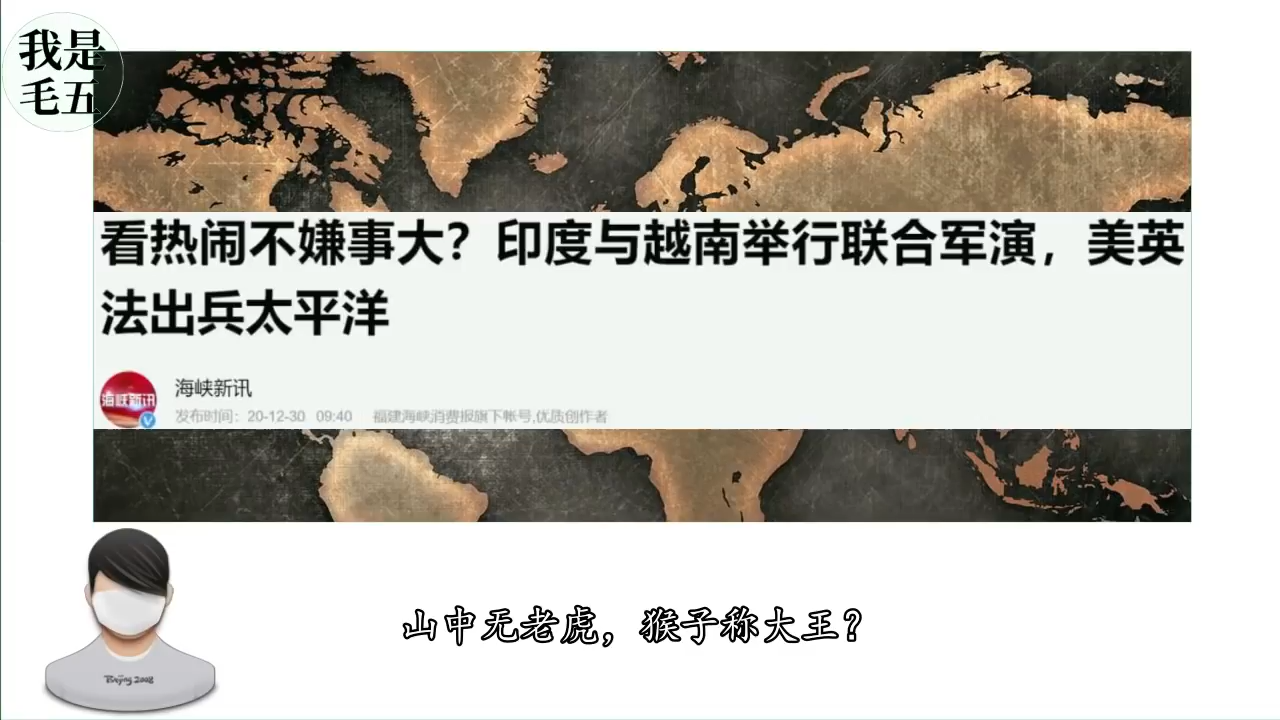 我是
毛五
看热闹不嫌事大？印度与越南举行联合军演，美英
法出兵太平洋
海峡新讯
海峡新讯
发布时间：20-12-30 09:40 福建海峡消费报旗下帐号,优质创作者
Beijing 2008
山中无老虎，猴子称大王？